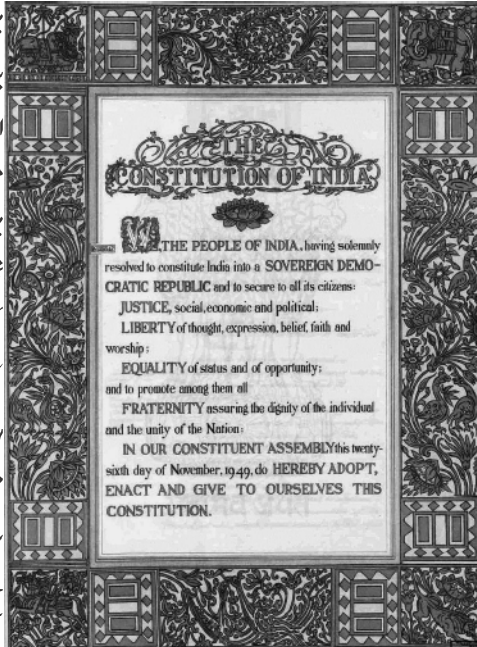 THE
CONSTITUTION OF INDIA
WE, THE PEOPLE OF INDIA, having solemnly
resolved to constitute India into a SOVEREIGN DEMO-
CRATIC REPUBLIC and to secure to all its citizens:
JUSTICE, social, economic and political;
LIBERTY of thought, expression, belief, faith and
worship;
EQUALITY of status and of opportunity;
and to promote among them all
FRATERNITY assuring the dignity of the individual
and the unity of the Nation:
IN OUR CONSTITUENT ASSEMBLY this twenty-
sixth day of November, 1949, do HEREBY ADOPT,
ENACT AND GIVE TO OURSELVES THIS
CONSTITUTION.